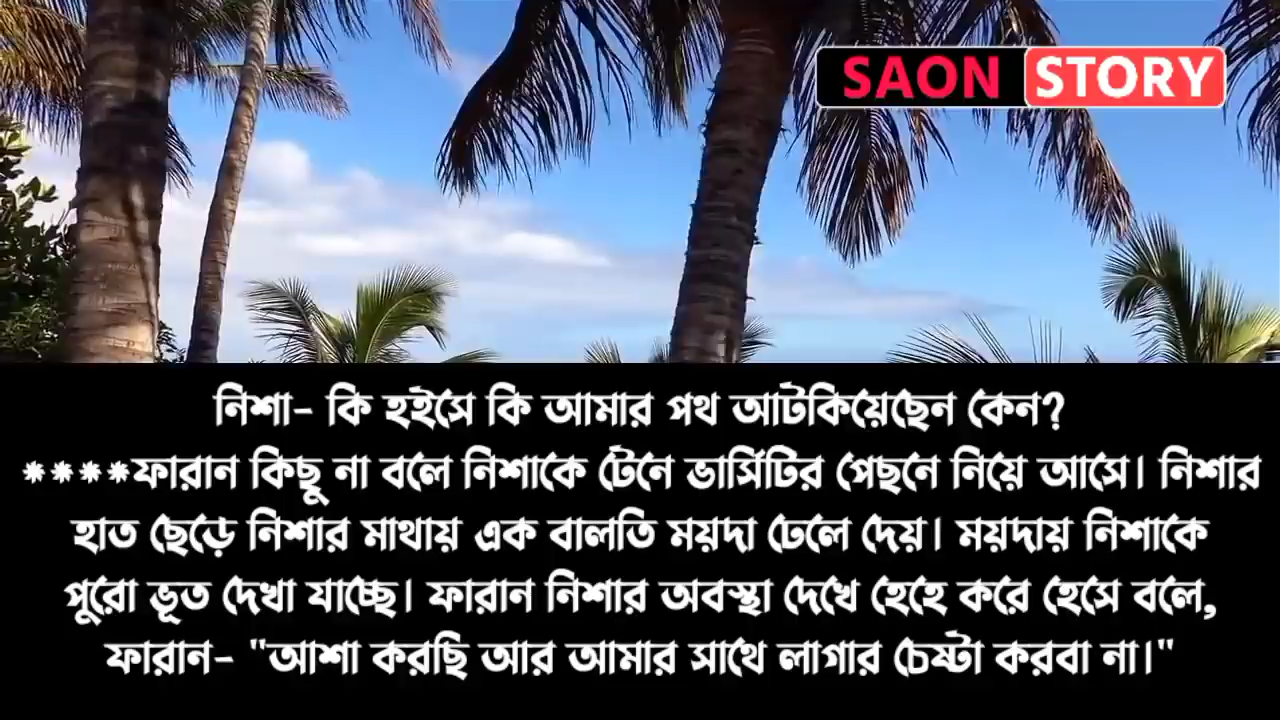 SAON STORY
নিশা- কি হইসে কি আমার পথ আটকিয়েছেন কেন?
****ফারান কিছু না বলে নিশাকে টেনে ভার্সিটির পেছনে নিয়ে আসে। নিশার
হাত ছেড়ে নিশার মাথায় এক বালতি ময়দা ঢেলে দেয়। ময়দায় নিশাকে
পুরো ভূত দেখা যাচ্ছে। ফারান নিশার অবস্থা দেখে হেহে করে হেসে বলে,
ফারান- "আশা করছি আর আমার সাথে লাগার চেষ্টা করবা না।"